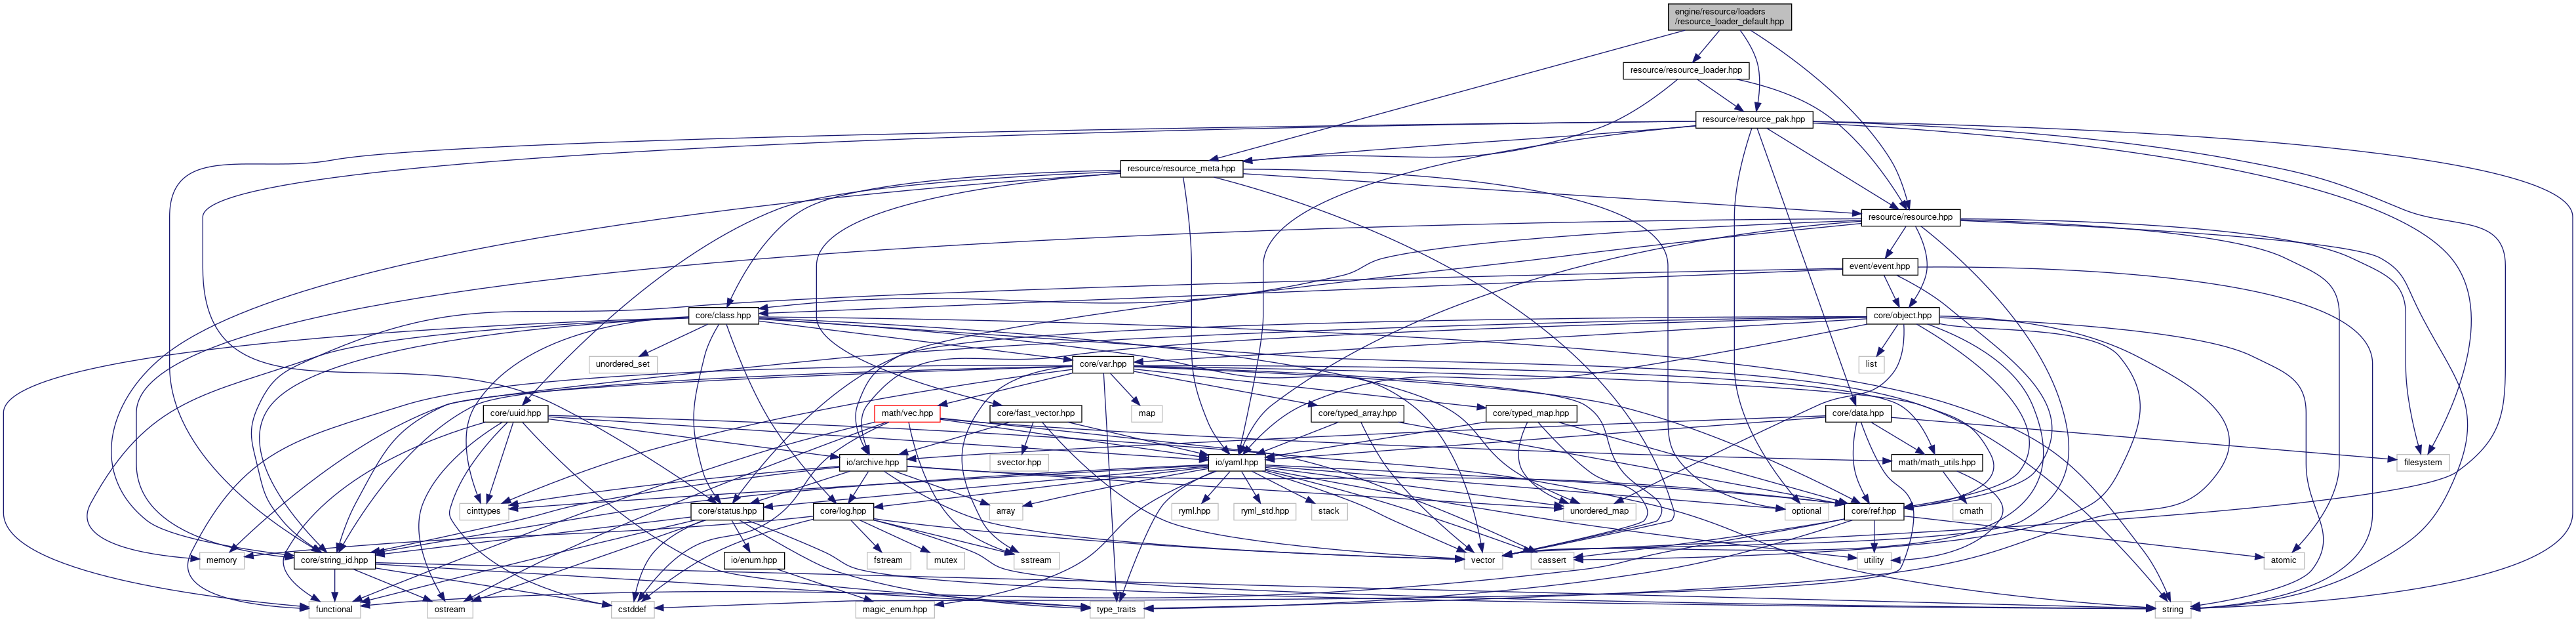 engine/resource/loaders
/resource_loader_default.hpp
resource/resource_loader.hpp
resource/resource_pak.hpp
resource/resource_meta.hpp
resource/resource.hpp
event/event.hpp
core/class.hpp
core/object.hpp
unordered_set
core/var.hpp
list
core/uuid.hpp
math/vec.hpp
core/fast_vector.hpp
map
core/typed_array.hpp
core/typed_map.hpp
core/data.hpp
io/archive.hpp
svector.hpp
io/yaml.hpp
math/math_utils.hpp
filesystem
cinttypes
core/status.hpp
core/log.hpp
array
ryml.hpp
ryml_std.hpp
stack
unordered_map
optional
core/ref.hpp
cmath
memory
core/string_id.hpp
io/enum.hpp
fstream
mutex
sstream
vector
cassert
utility
atomic
functional
ostream
cstddef
magic_enum.hpp
type_traits
string